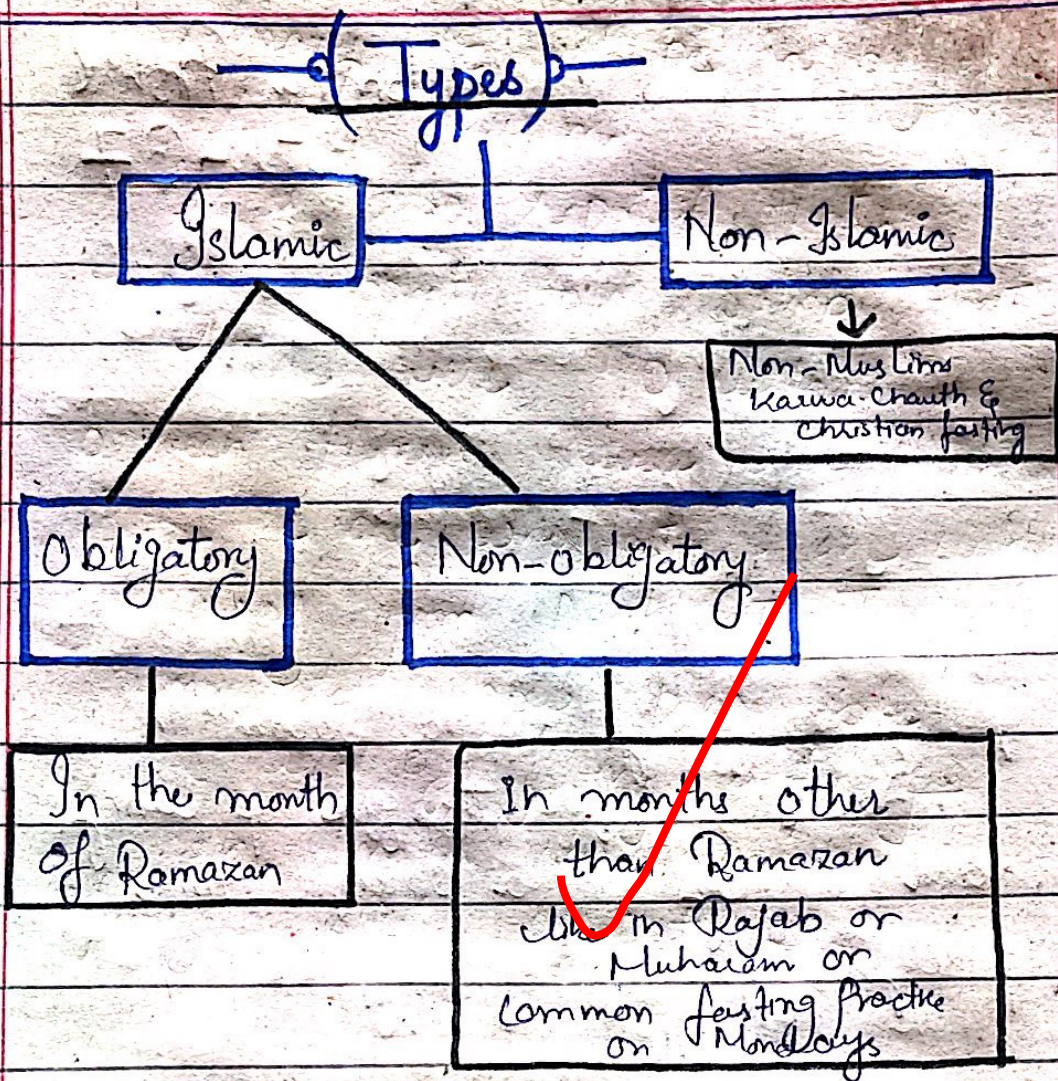 Types
Islamic
Non-Islamic
Non-Muslims
Karwa-Chauth &
Christian fasting
Obligatory
Non-obligatory
In the month
of Ramazan
In months other
than Ramazan
like in Rajab or
Muharam or
common fasting Practice
on Mondays